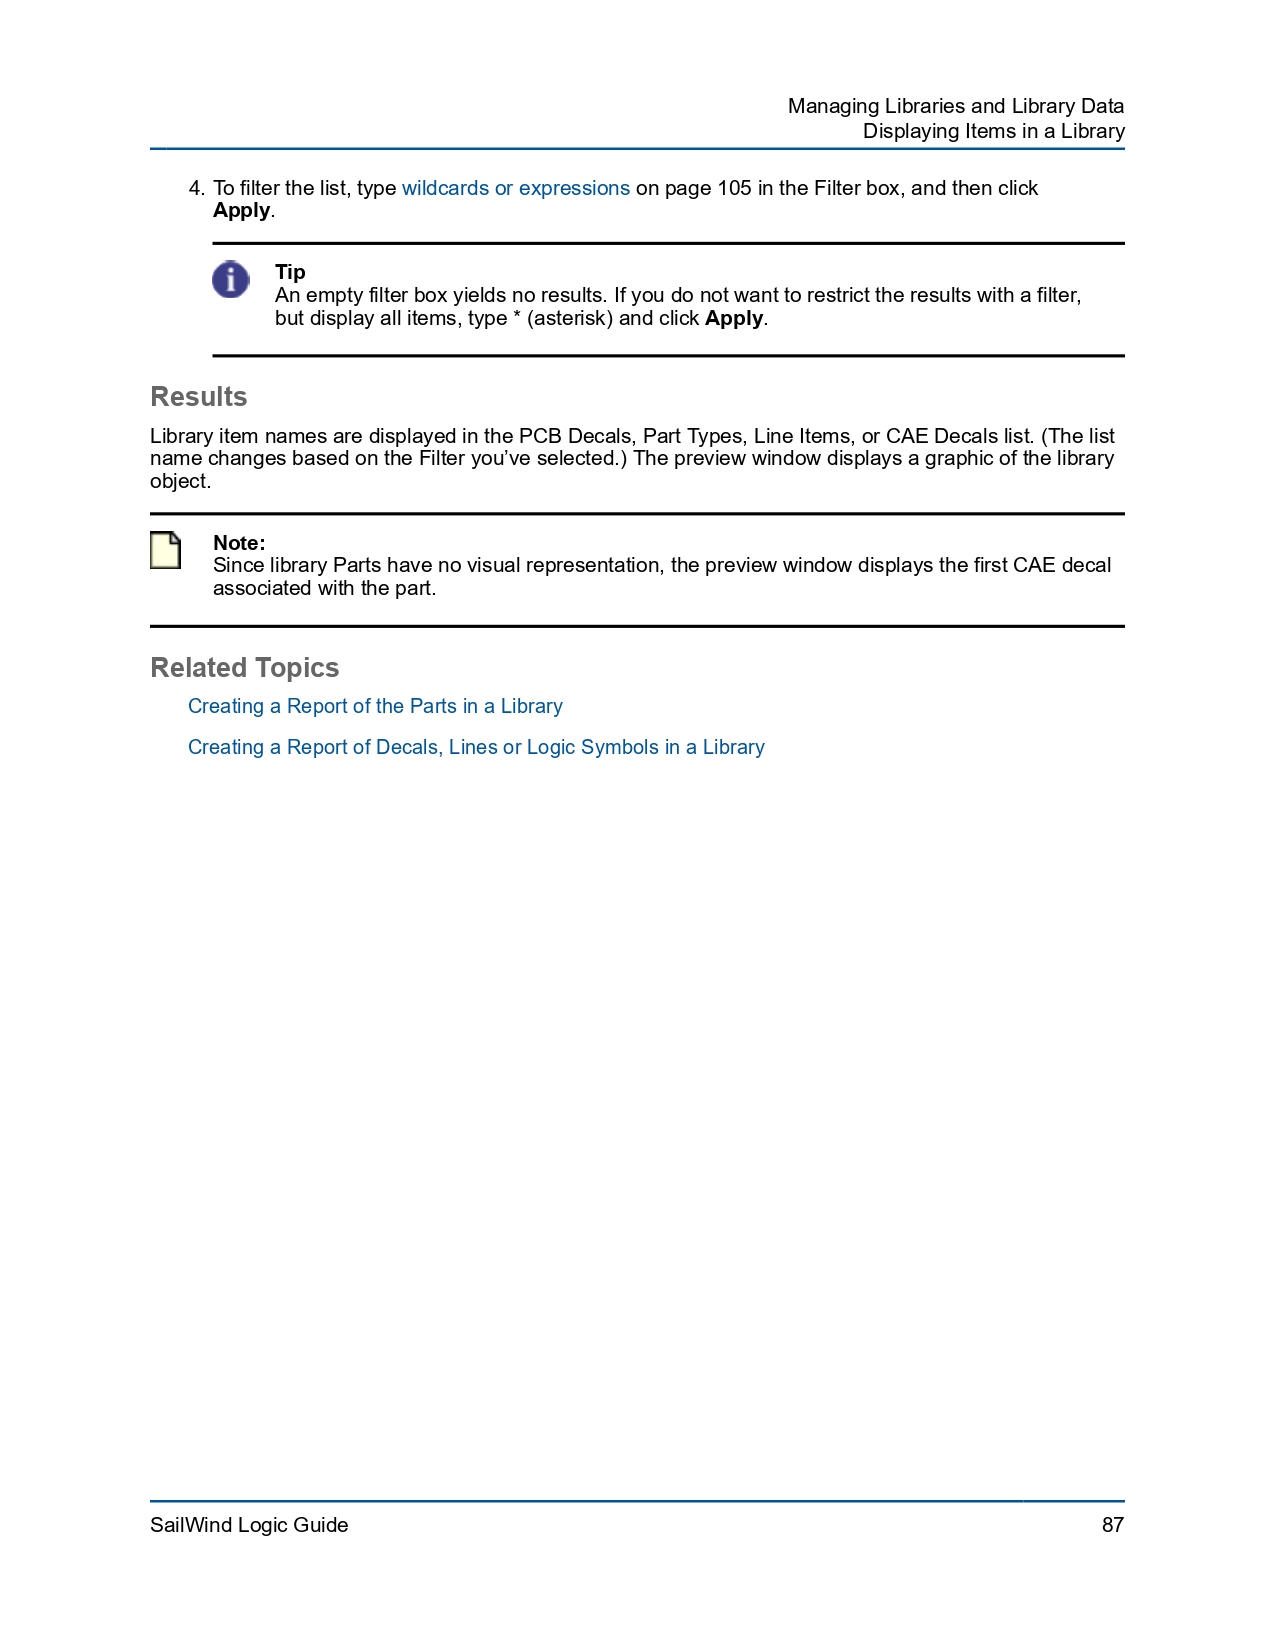 Managing Libraries and Library Data
Displaying Items in a Library
4. To filter the list, type wildcards or expressions on page 105 in the Filter box, and then click
Apply.
Tip
An empty filter box yields no results. If you do not want to restrict the results with a filter,
but display all items, type * (asterisk) and click Apply.
Results
Library item names are displayed in the PCB Decals, Part Types, Line Items, or CAE Decals list. (The list
name changes based on the Filter you’ve selected.) The preview window displays a graphic of the library
object.
Note:
Since library Parts have no visual representation, the preview window displays the first CAE decal
associated with the part.
Related Topics
Creating a Report of the Parts in a Library
Creating a Report of Decals, Lines or Logic Symbols in a Library
SailWind Logic Guide 87